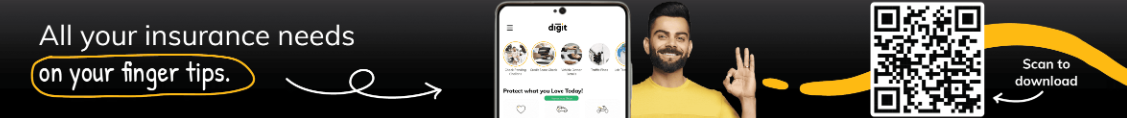 All your insurance needs
on your finger tips.
digit
Protect what you Love Today!
Scan to
download